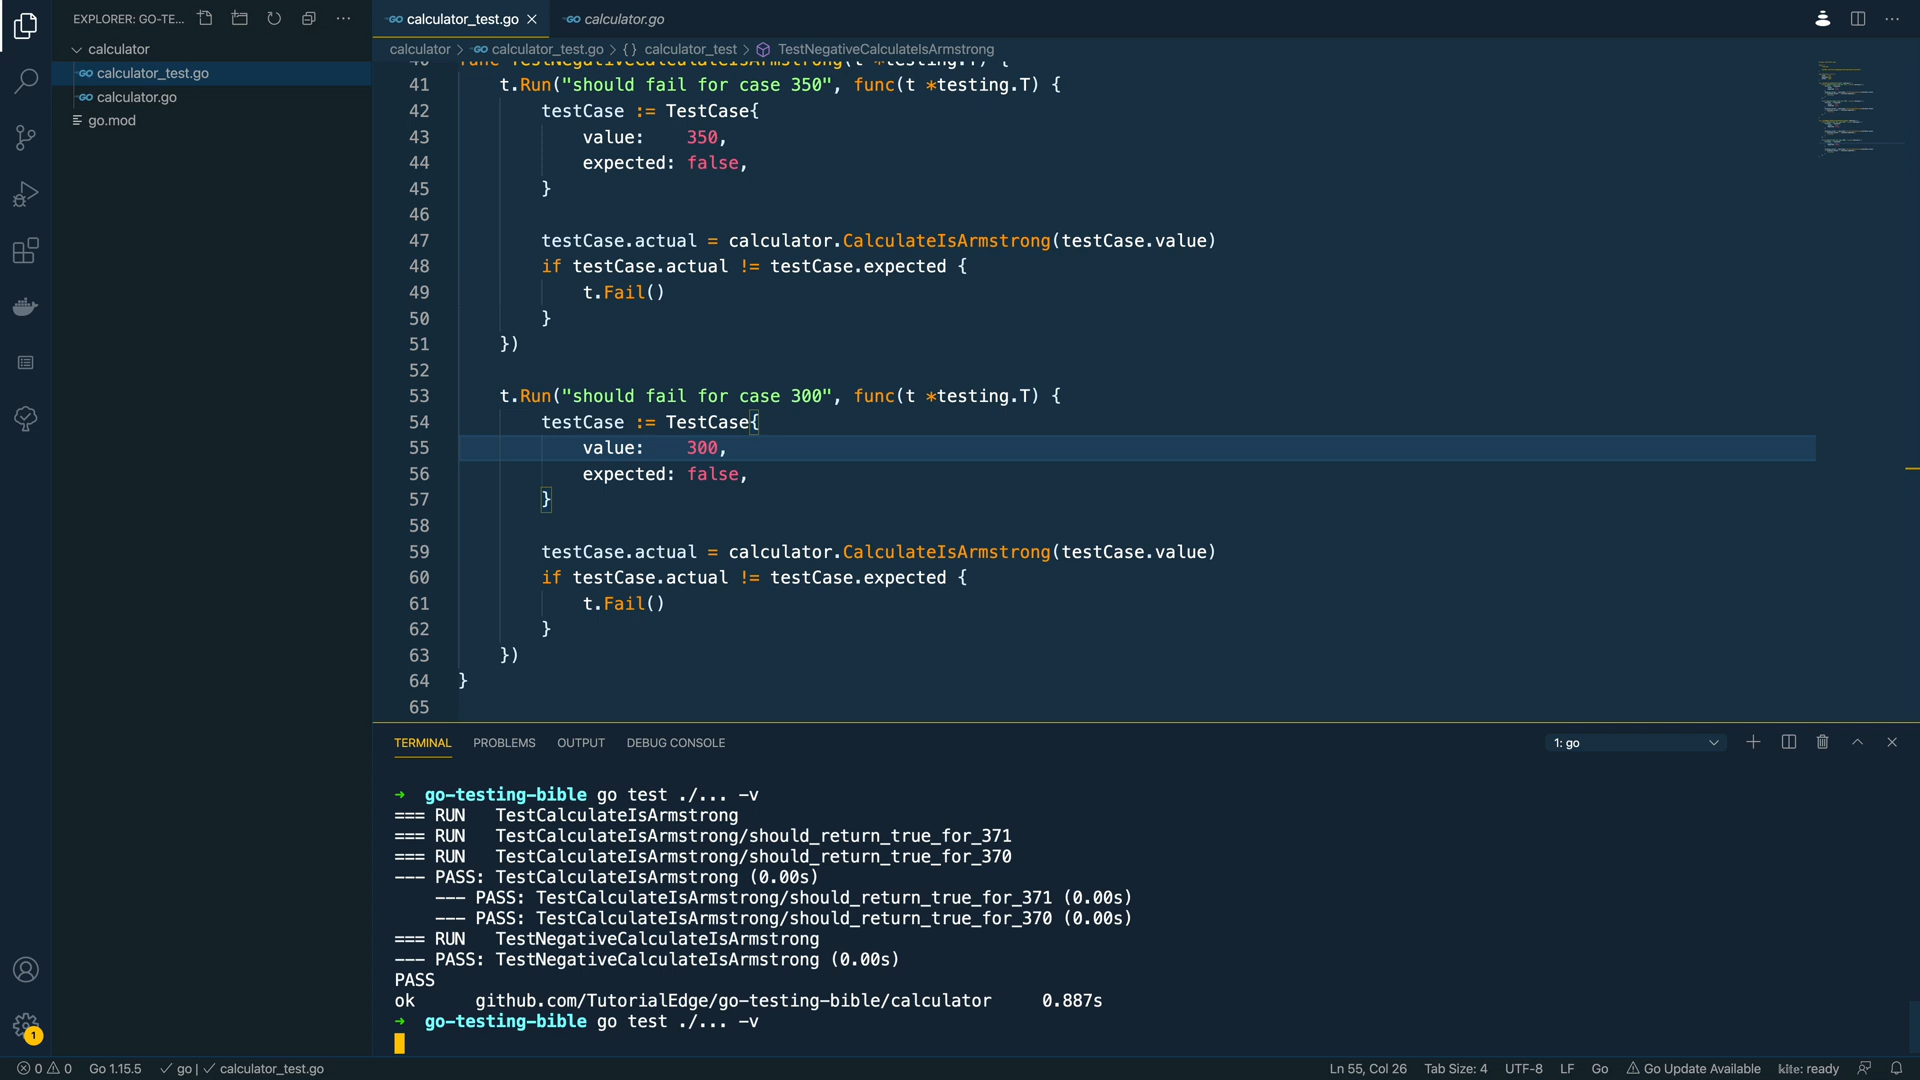 EXPLORER: GO-TE...
calculator
calculator_test.go
calculator.go
go.mod
calculator_test.go
calculator.go
calculator > calculator_test.go > {} calculator_test > TestNegativeCalculateIsArmstrong
40 func TestNegativeCalculateIsArmstrong(t *testing.T) {
41 t.Run("should fail for case 350", func(t *testing.T) {
42 testCase := TestCase{
43 value: 350,
44 expected: false,
45 }
46
47 testCase.actual = calculator.CalculateIsArmstrong(testCase.value)
48 if testCase.actual != testCase.expected {
49 t.Fail()
50 }
51 })
52
53 t.Run("should fail for case 300", func(t *testing.T) {
54 testCase := TestCase{
55 value: 300,
56 expected: false,
57 }
58
59 testCase.actual = calculator.CalculateIsArmstrong(testCase.value)
60 if testCase.actual != testCase.expected {
61 t.Fail()
62 }
63 })
64 }
65
TERMINAL PROBLEMS OUTPUT DEBUG CONSOLE 1: go
➜ go-testing-bible go test ./... -v
=== RUN TestCalculateIsArmstrong
=== RUN TestCalculateIsArmstrong/should_return_true_for_371
=== RUN TestCalculateIsArmstrong/should_return_true_for_370
--- PASS: TestCalculateIsArmstrong (0.00s)
--- PASS: TestCalculateIsArmstrong/should_return_true_for_371 (0.00s)
--- PASS: TestCalculateIsArmstrong/should_return_true_for_370 (0.00s)
=== RUN TestNegativeCalculateIsArmstrong
--- PASS: TestNegativeCalculateIsArmstrong (0.00s)
PASS
ok github.com/TutorialEdge/go-testing-bible/calculator 0.887s
➜ go-testing-bible go test ./... -v
1
0 0 Go 1.15.5 ✓ go | ✓ calculator_test.go Ln 55, Col 26 Tab Size: 4 UTF-8 LF Go Go Update Available kite: ready